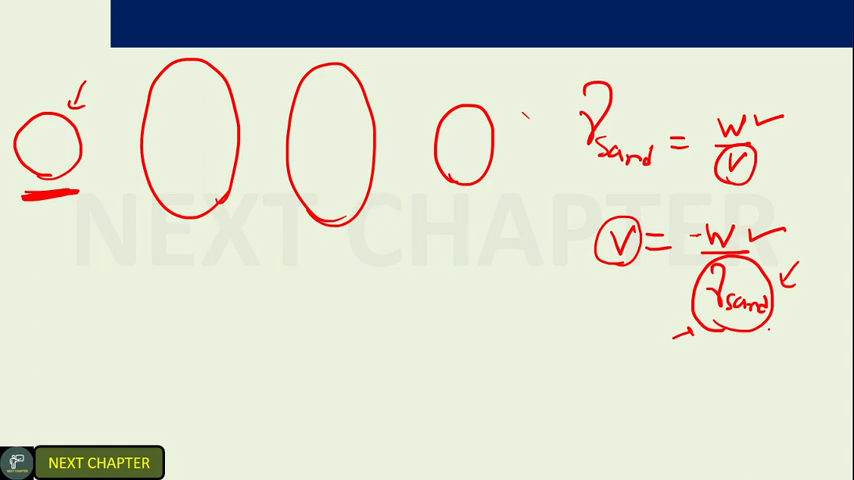 γsand = W ✓
V
V = W ✓
γsand
NEXT CHAPTER
NEXT CHAPTER